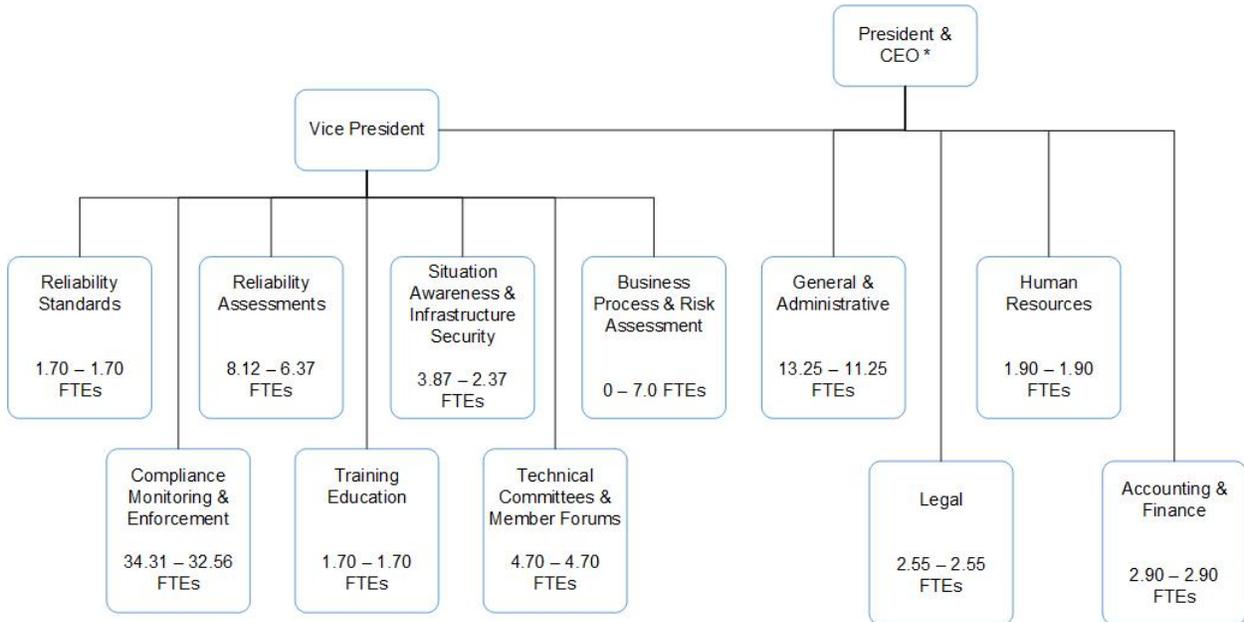 President &
CEO *
Vice President
Reliability
Standards
1.70 – 1.70
FTEs
Reliability
Assessments
8.12 – 6.37
FTEs
Situation
Awareness &
Infrastructure
Security
3.87 – 2.37
FTEs
Business
Process & Risk
Assessment
0 – 7.0 FTEs
General &
Administrative
13.25 – 11.25
FTEs
Human
Resources
1.90 – 1.90
FTEs
Compliance
Monitoring &
Enforcement
34.31 – 32.56
FTEs
Training
Education
1.70 – 1.70
FTEs
Technical
Committees &
Member Forums
4.70 – 4.70
FTEs
Legal
2.55 – 2.55
FTEs
Accounting &
Finance
2.90 – 2.90
FTEs